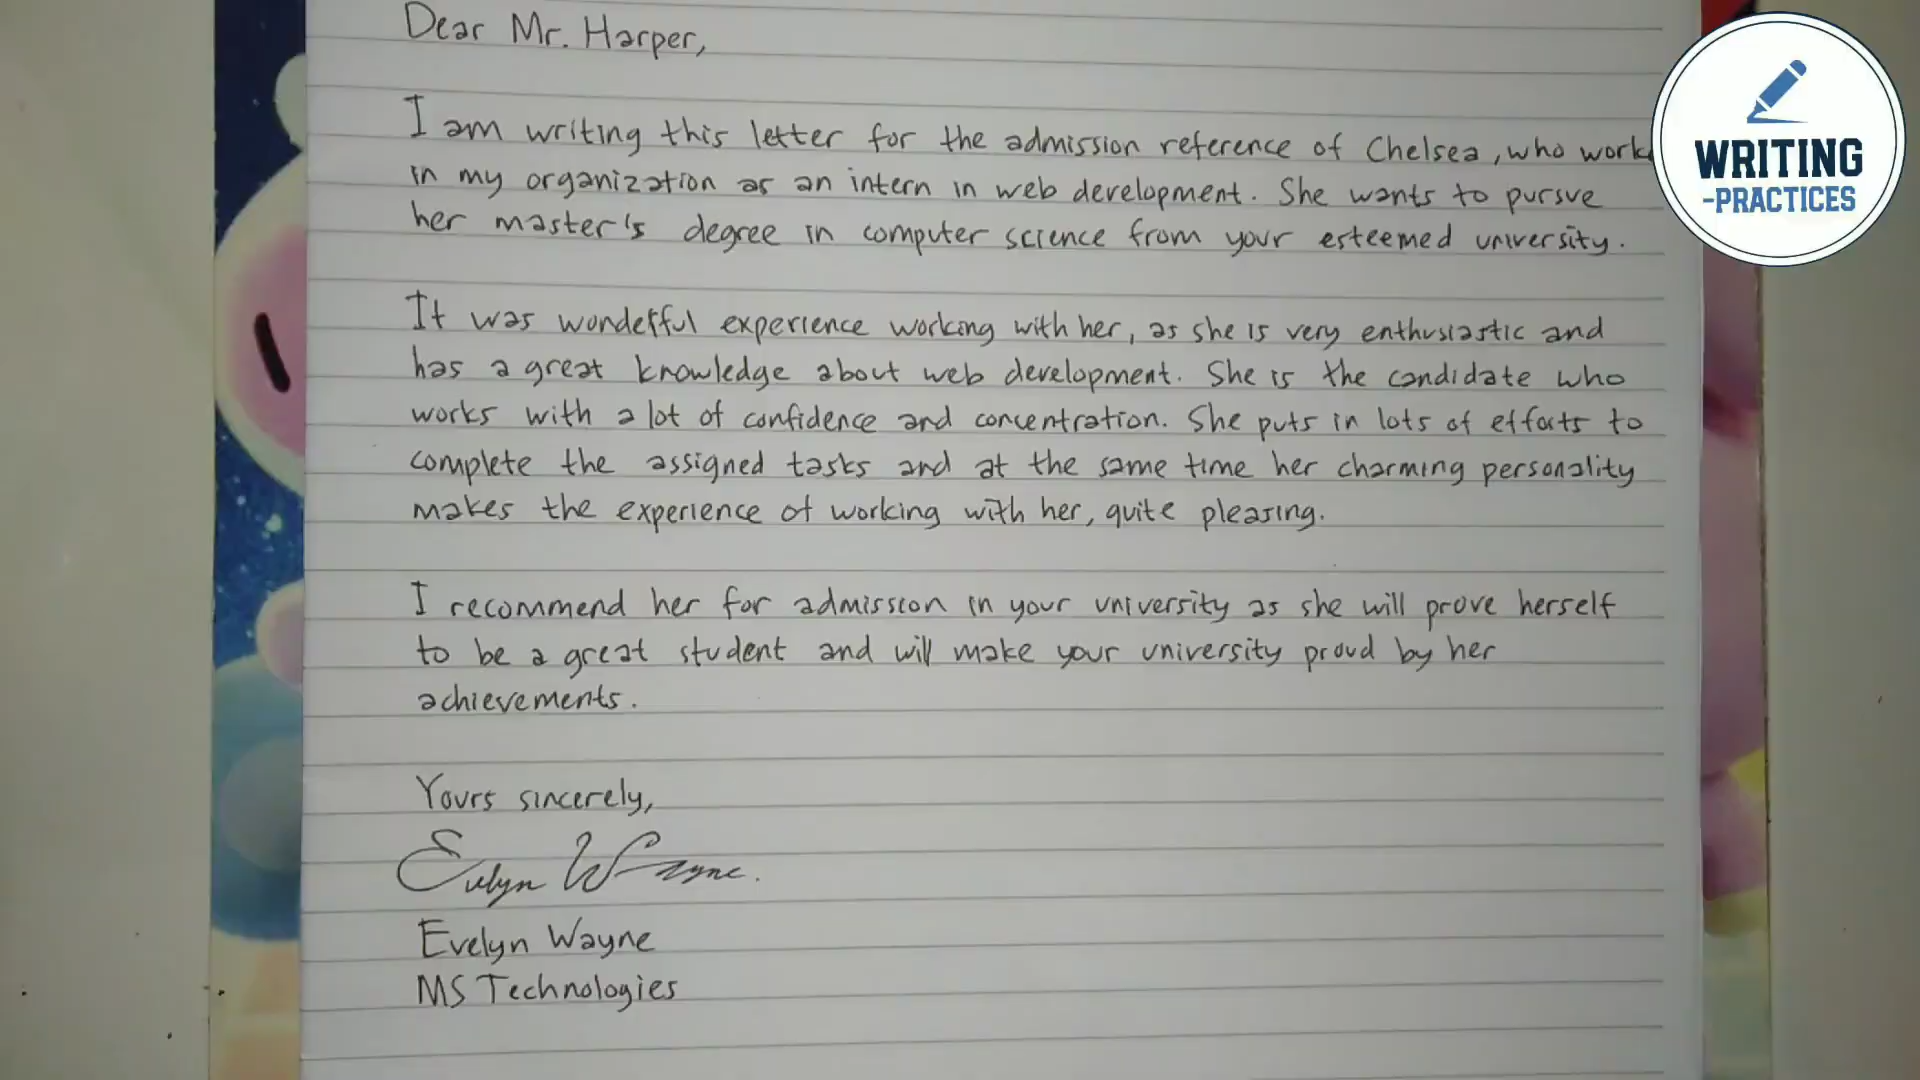 Dear Mr. Harper,
I am writing this letter for the admission reference of Chelsea, who work
in my organization as an intern in web development. She wants to pursue
her master's degree in computer science from your esteemed university.
It was wonderful experience working with her, as she is very enthusiastic and
has a great knowledge about web development. She is the candidate who
works with a lot of confidence and concentration. She puts in lots of efforts to
complete the assigned tasks and at the same time her charming personality
makes the experience of working with her, quite pleasing.
I recommend her for admission in your university as she will prove herself
to be a great student and will make your university proud by her
achievements.
Yours sincerely,
Evelyn Wayne.
Evelyn Wayne
MS Technologies
WRITING
-PRACTICES